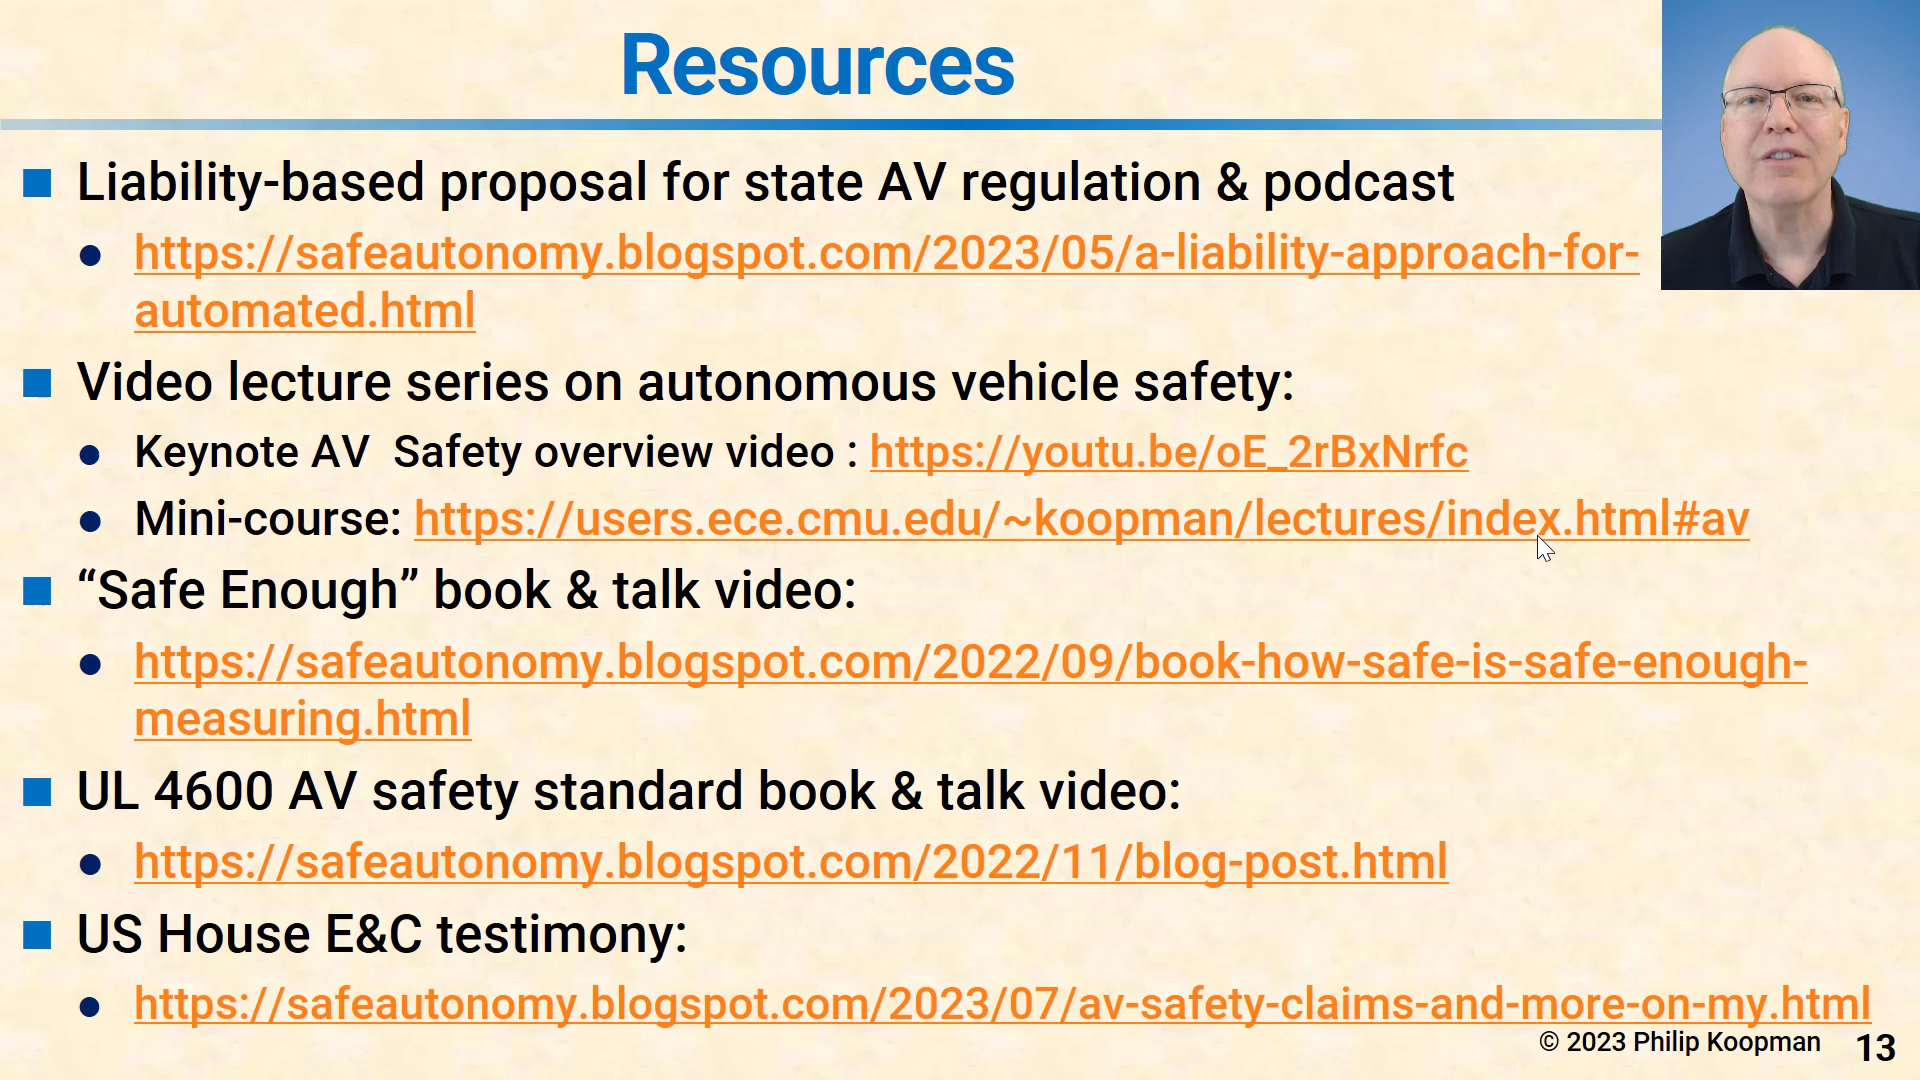 Resources
Liability-based proposal for state AV regulation & podcast
https://safeautonomy.blogspot.com/2023/05/a-liability-approach-for-
automated.html
Video lecture series on autonomous vehicle safety:
Keynote AV  Safety overview video : https://youtu.be/oE_2rBxNrfc
Mini-course: https://users.ece.cmu.edu/~koopman/lectures/index.html#av
“Safe Enough” book & talk video:
https://safeautonomy.blogspot.com/2022/09/book-how-safe-is-safe-enough-
measuring.html
UL 4600 AV safety standard book & talk video:
https://safeautonomy.blogspot.com/2022/11/blog-post.html
US House E&C testimony:
https://safeautonomy.blogspot.com/2023/07/av-safety-claims-and-more-on-my.html
© 2023 Philip Koopman 13